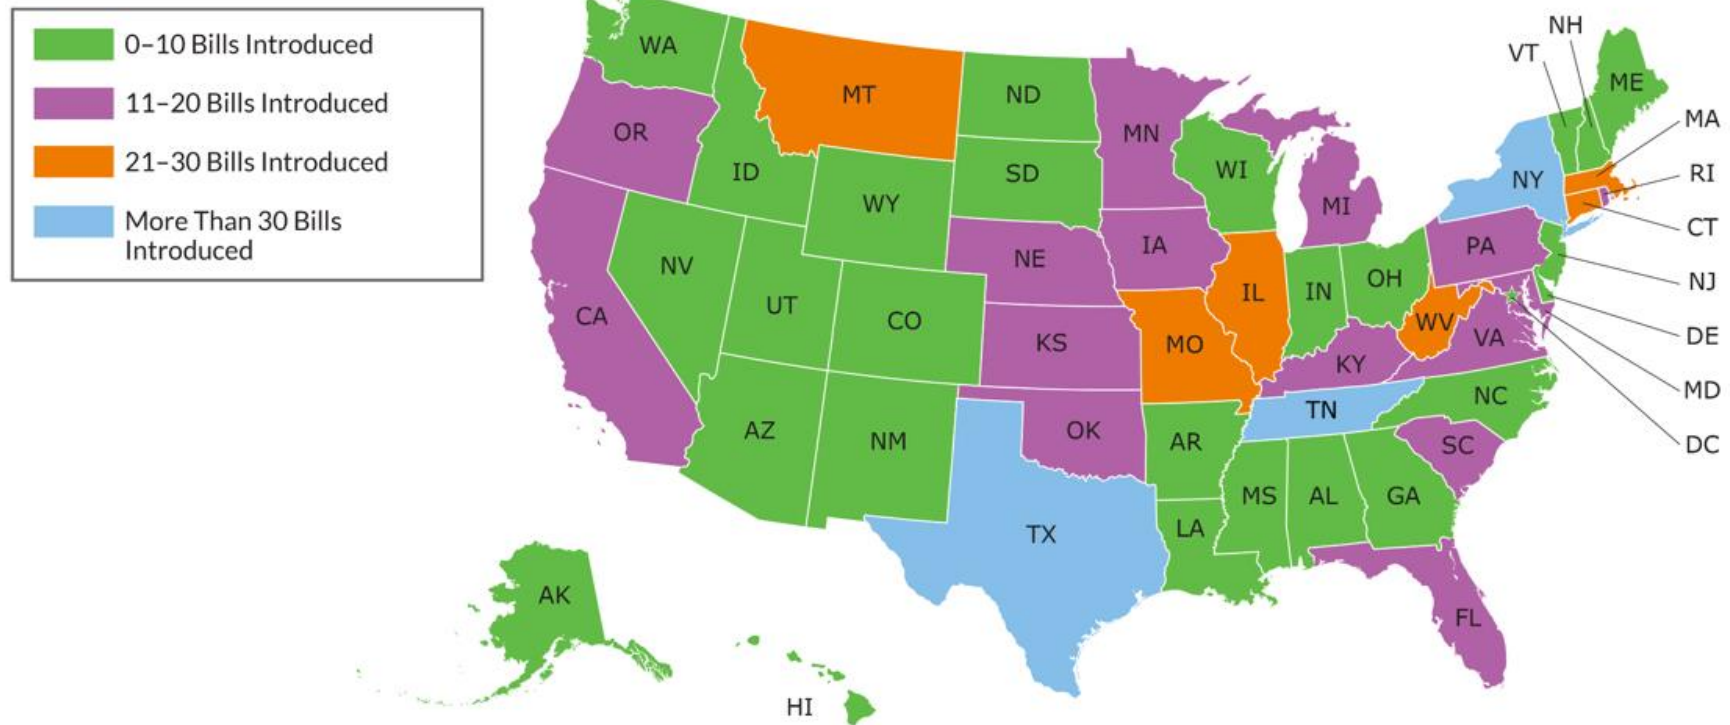 0–10 Bills Introduced
11–20 Bills Introduced
21–30 Bills Introduced
More Than 30 Bills
Introduced
NH
VT
WA
ME
MT
ND
MA
OR
MN
ID
SD
WI
RI
NY
WY
MI
CT
PA
IA
NV
NE
NJ
UT
CO
IL
IN
OH
CA
WV
DE
KS
MO
VA
KY
MD
NC
TN
AZ
NM
OK
AR
SC
DC
MS
AL
GA
LA
TX
AK
FL
HI